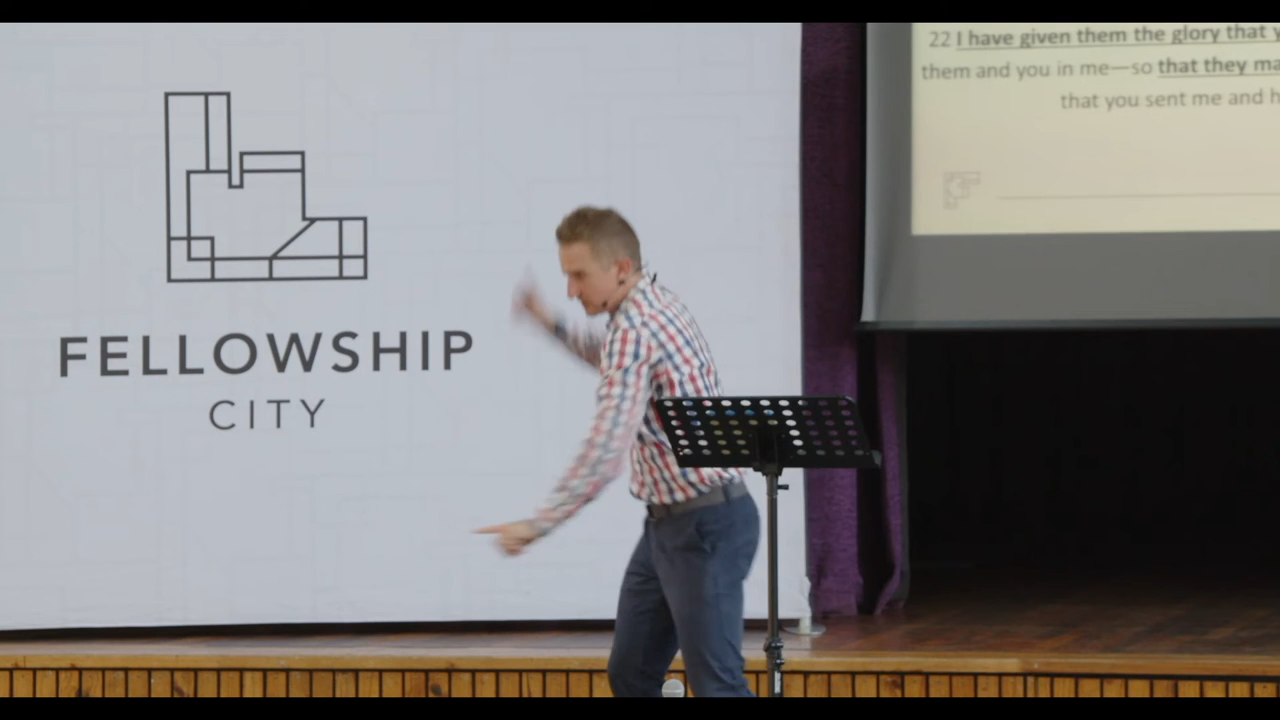 FELLOWSHIP
CITY
22 I have given them the glory that
them and you in me—so that they
that you sent me and